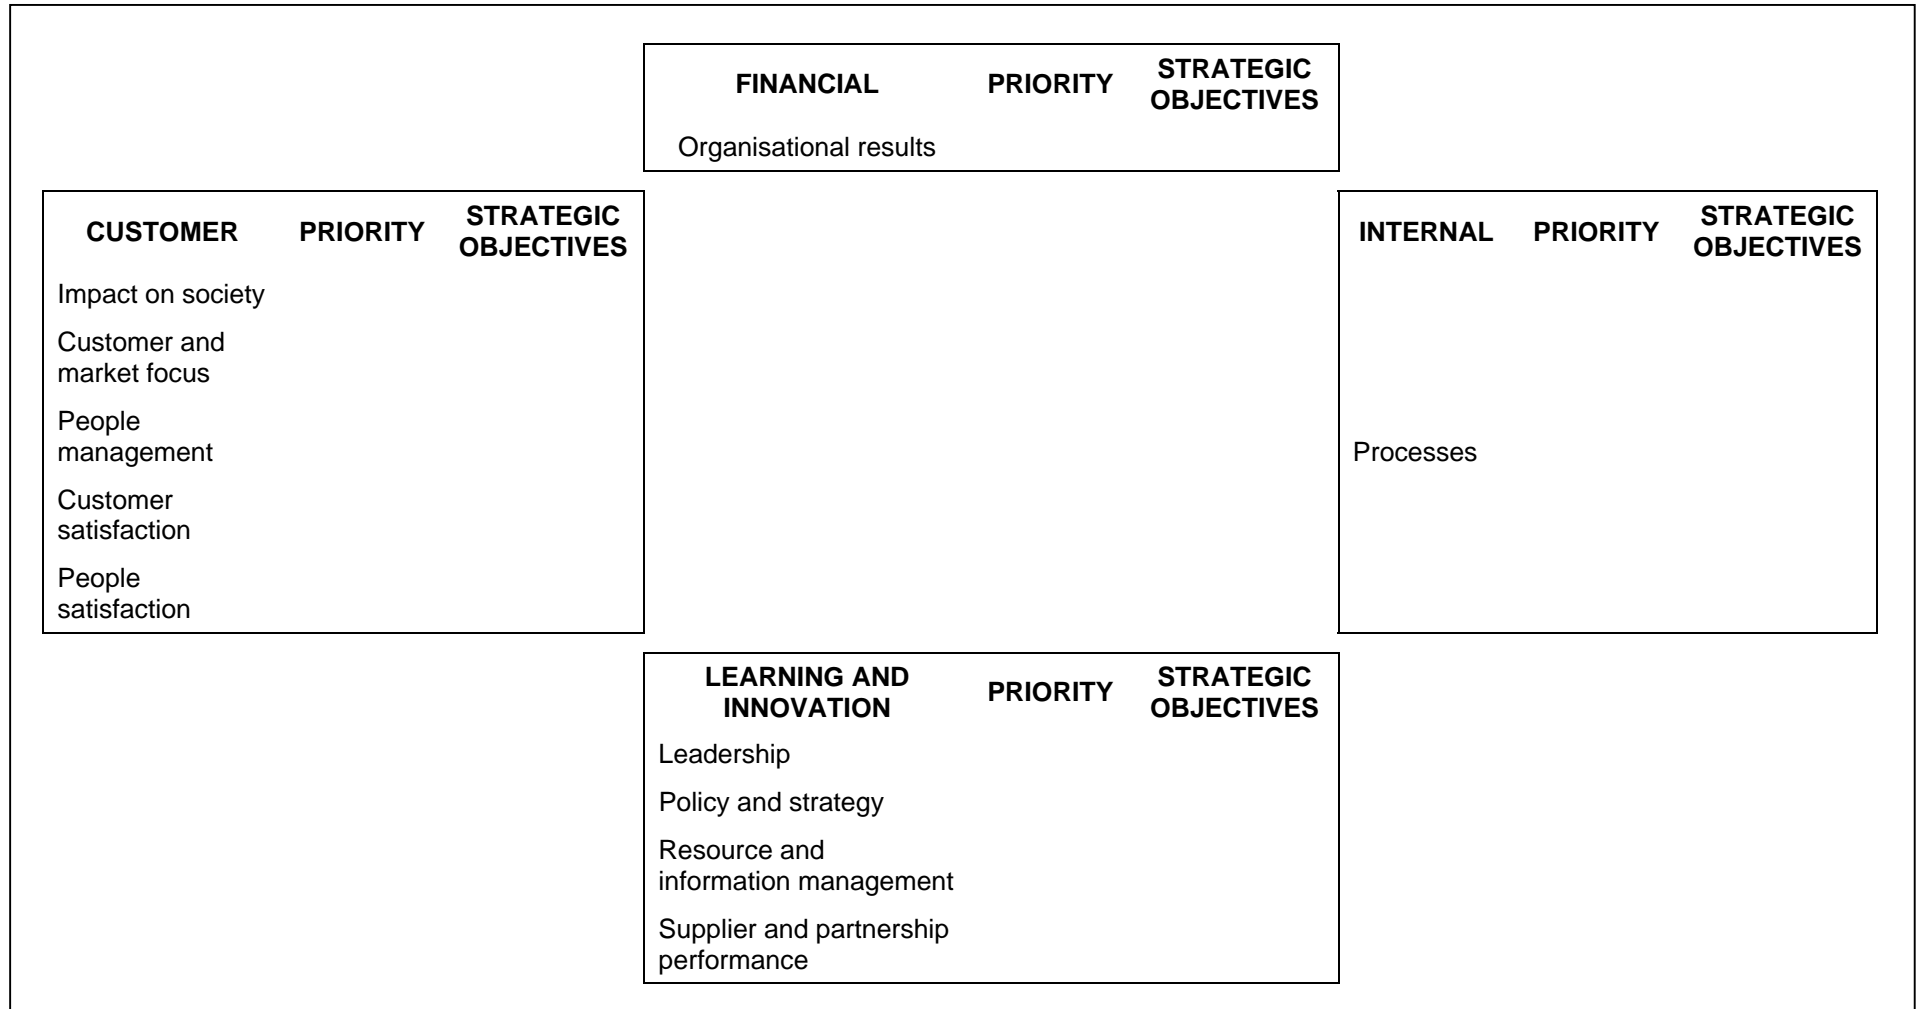 FINANCIAL PRIORITY STRATEGIC OBJECTIVES
Organisational results
CUSTOMER PRIORITY STRATEGIC OBJECTIVES
Impact on society
Customer and
market focus
People
management
Customer
satisfaction
People
satisfaction
INTERNAL PRIORITY STRATEGIC OBJECTIVES
Processes
LEARNING AND INNOVATION PRIORITY STRATEGIC OBJECTIVES
Leadership
Policy and strategy
Resource and
information management
Supplier and partnership
performance